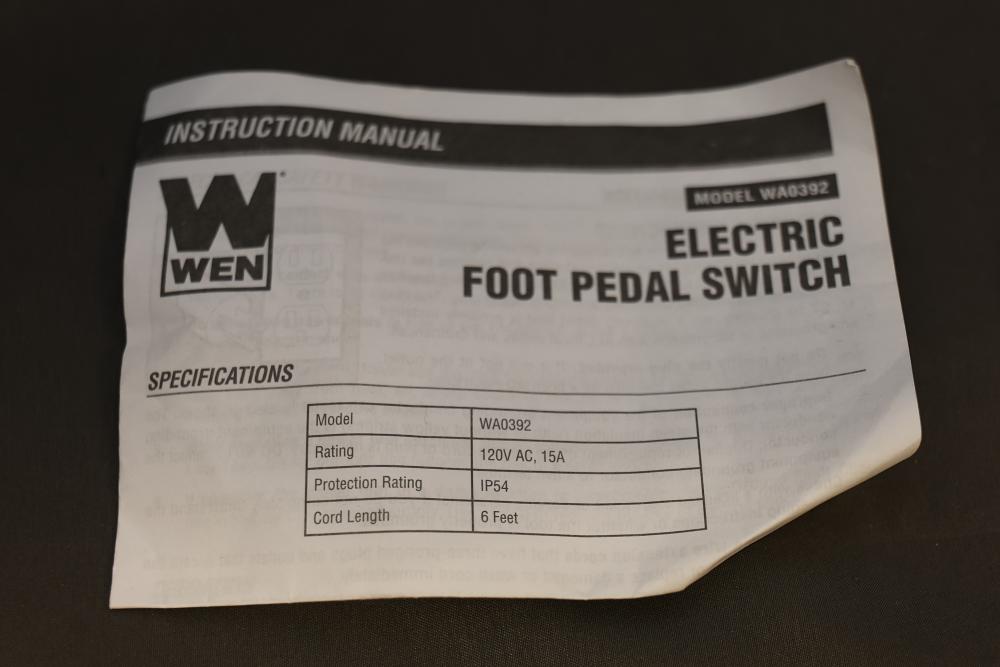 INSTRUCTION MANUAL
WEN
MODEL WA0392
ELECTRIC
FOOT PEDAL SWITCH
SPECIFICATIONS
Model WA0392
Rating 120V AC, 15A
Protection Rating IP54
Cord Length 6 Feet